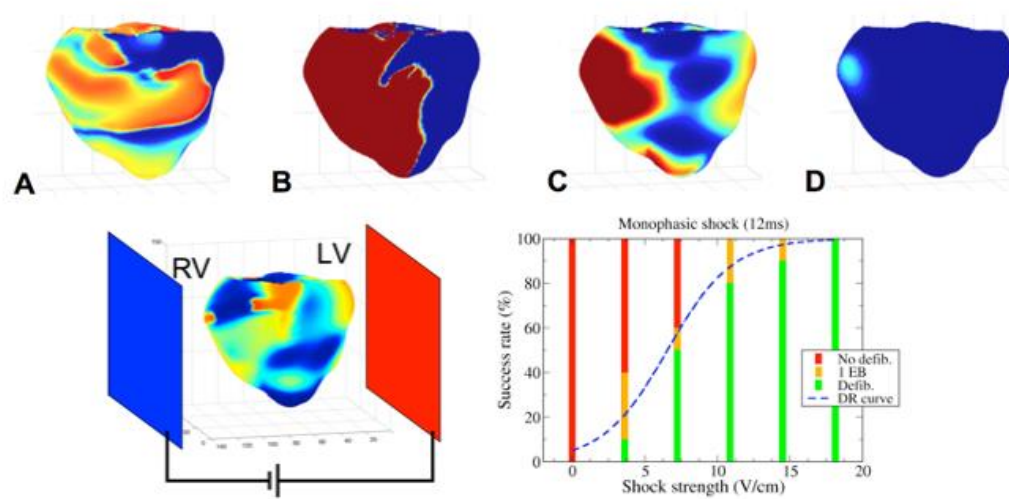 A
B
C
D
RV
LV
Monophasic shock (12ms)
Success rate (%)
100
80
60
40
20
0
0
5
10
15
20
Shock strength (V/cm)
No defib.
1 EB
Defib.
DR curve